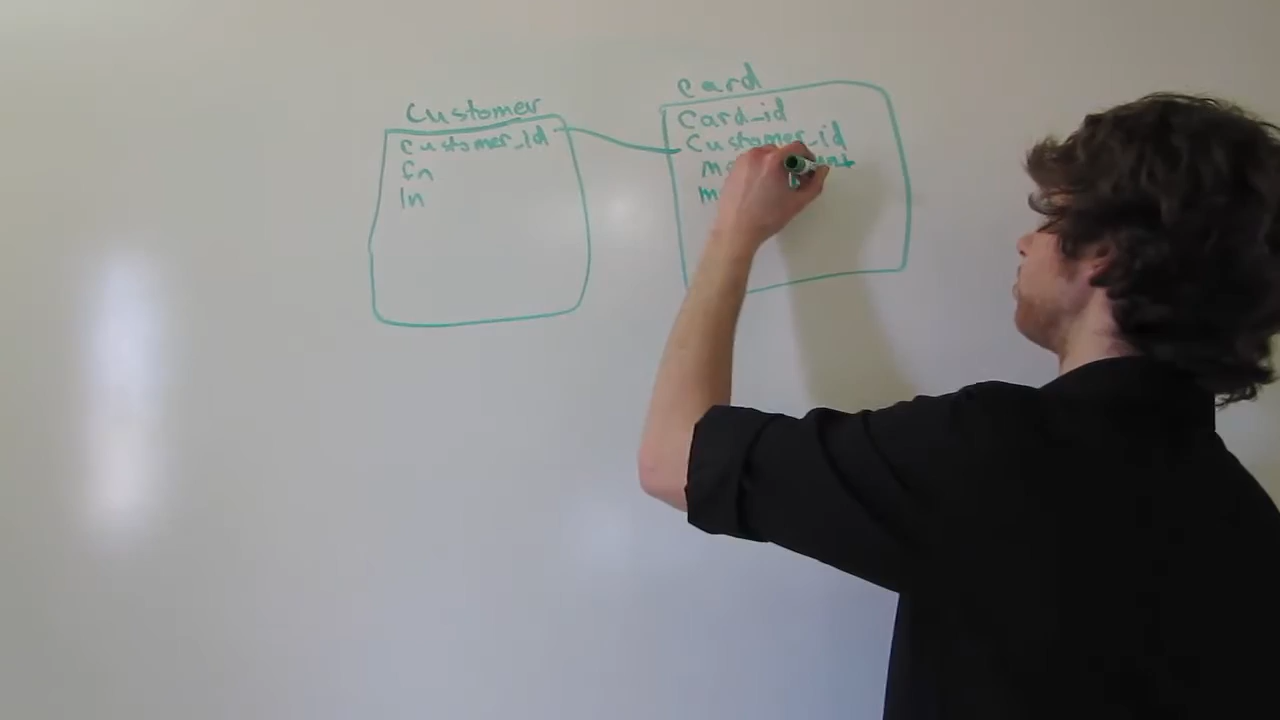 Customer
customer_id
fn
ln
Card
Card_id
Customer_id